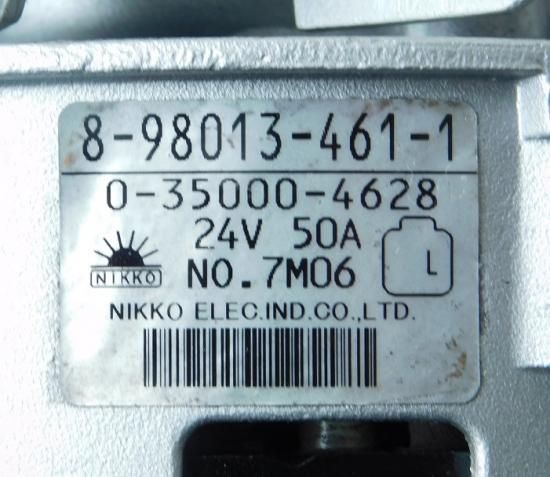 8-98013-461-1
0-35000-4628
24V 50A
NIKKO
NO.7M06
L
NIKKO ELEC.IND.CO.,LTD.